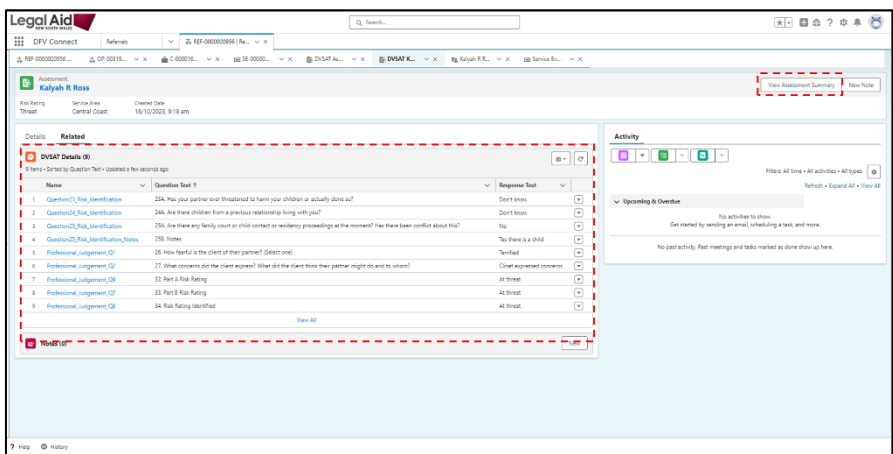 Legal Aid
NEW SOUTH WALES
Search...
DFV Connect
Referrals
REF-0000000956 | Re...
REF-0000000956 ...
OP-00319...
C-000016...
SE-00000...
DVSAT As...
DVSAT K...
Kalyah R R...
Service Ex...
Assessment
Kalyah R Ross
View Assessment Summary
New Note
Risk Rating Service Area Created Date
Threat Central Coast 18/10/2023, 9:18 am
Details Related
DVSAT Details (9)
9 items • Sorted by Question Text • Updated a few seconds ago
Name Question Text ↑ Response Text
1 Question23_Risk_Identification 23A. Has your partner ever threatened to harm your children or actually done so? Don't know
2 Question23_Risk_Identification 24A. Are there children from a previous relationship living with you? Don't know
3 Question23_Risk_Identification 25A. Are there any family court or child contact or residency proceedings at the moment? Has there been conflict about this? No
4 Question23_Risk_Identification_Notes 25B. Notes Yes there is a child
5 Professional_Judgement_Q1 26. How fearful is the client of their partner? (Select one) Terrified
6 Professional_Judgement_Q2 27. What concerns did the client express? What did the client think their partner might do and to whom? Clinet expressed concerns
7 Professional_Judgement_Q6 32. Part A Risk Rating At threat
8 Professional_Judgement_Q7 33. Part B Risk Rating At threat
9 Professional_Judgement_Q8 34. Risk Rating Identified At threat
View All
Notes (0)
New
Activity
Filters: All time • All activities • All types
Refresh • Expand All • View All
Upcoming & Overdue
No activities to show.
Get started by sending an email, scheduling a task, and more.
No past activity. Past meetings and tasks marked as done show up here.
? Help History